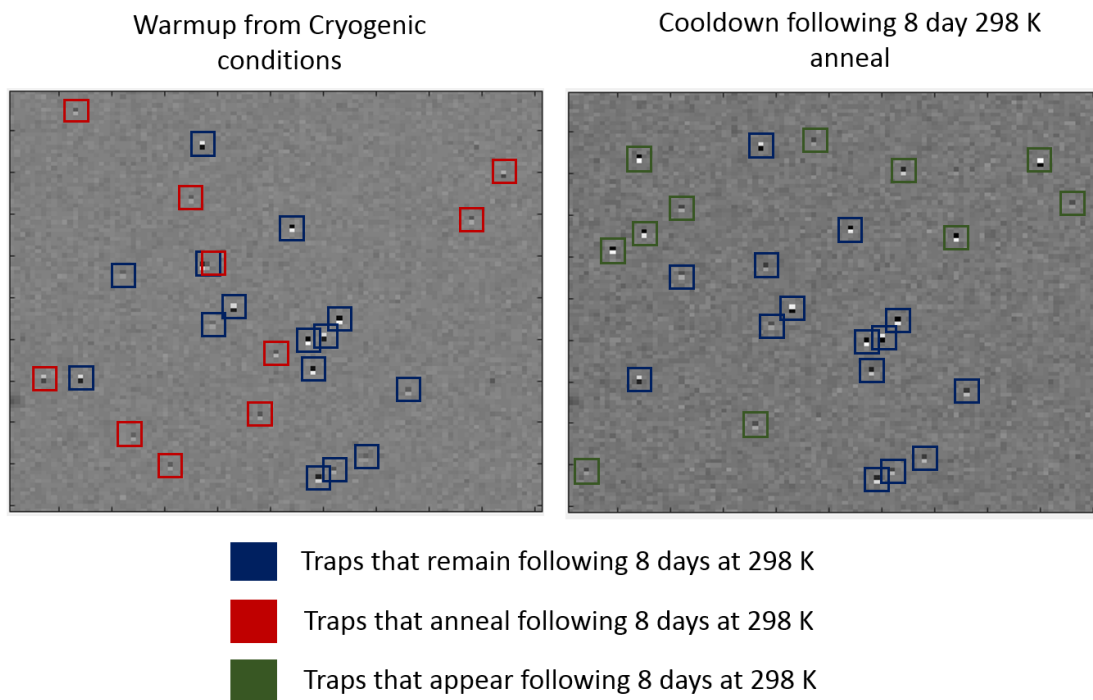 Warmup from Cryogenic
conditions
Cooldown following 8 day 298 K
anneal
Traps that remain following 8 days at 298 K
Traps that anneal following 8 days at 298 K
Traps that appear following 8 days at 298 K